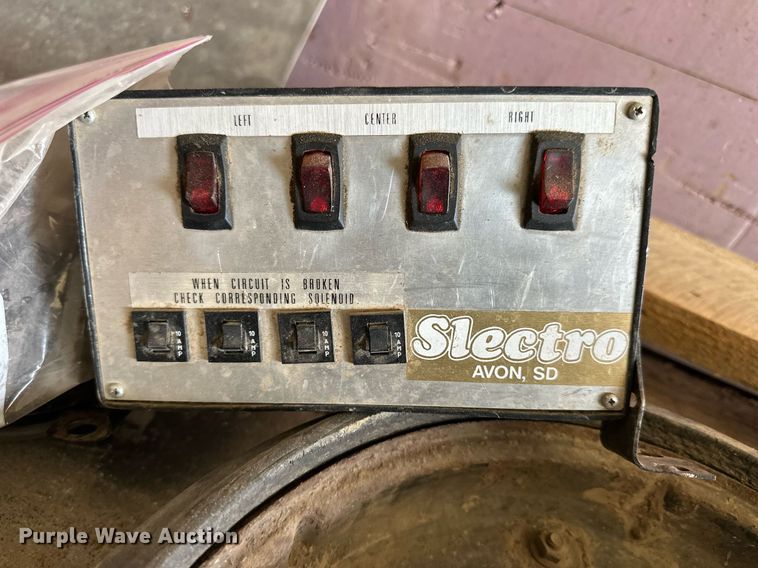 LEFT CENTER RIGHT
WHEN CIRCUIT IS BROKEN
CHECK CORRESPONDING SOLENOID
10 AMP 10 AMP 10 AMP 10 AMP
Slectro
AVON, SD
Purple Wave Auction